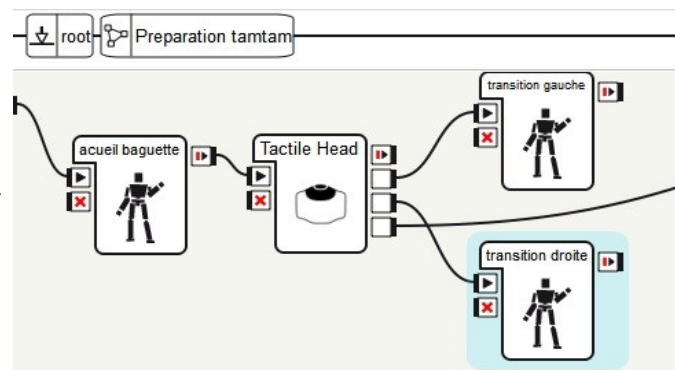 root
Preparation tamtam
transition gauche
acueil baguette
Tactile Head
transition droite